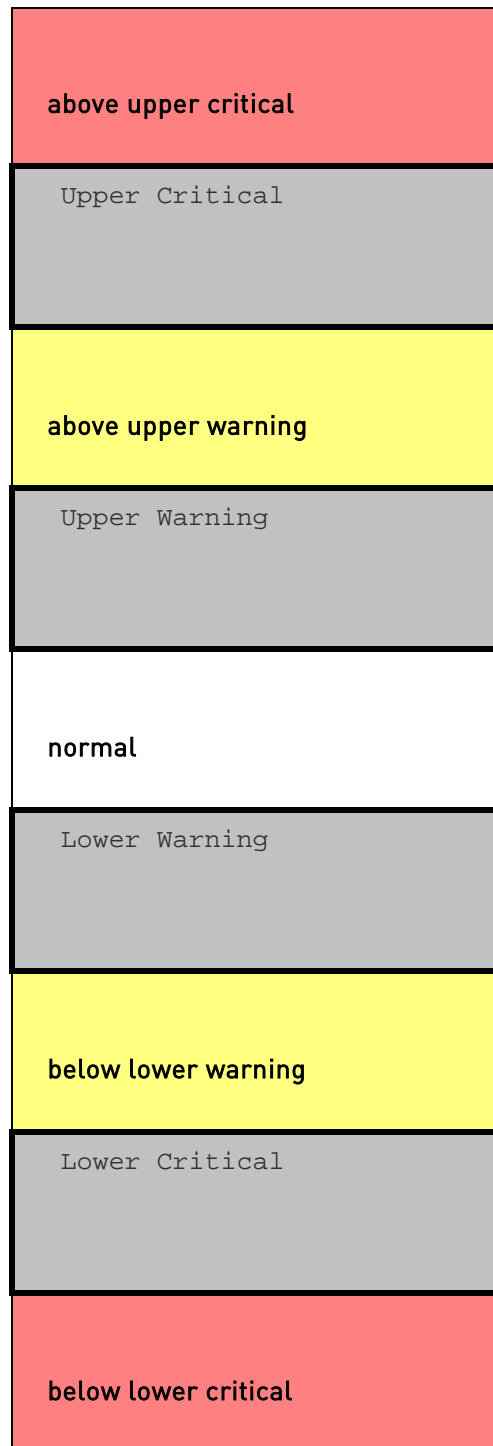 above upper critical
Upper Critical
above upper warning
Upper Warning
normal
Lower Warning
below lower warning
Lower Critical
below lower critical